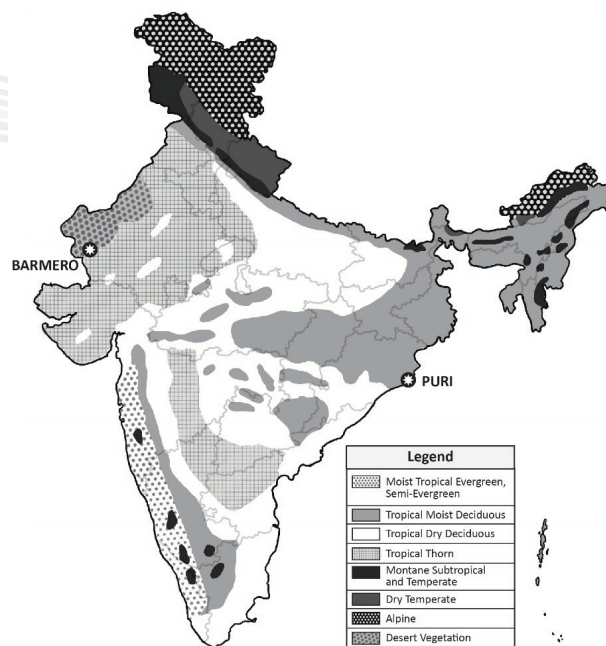 BARMERO
PURI
Legend
Moist Tropical Evergreen,
Semi-Evergreen
Tropical Moist Deciduous
Tropical Dry Deciduous
Tropical Thorn
Montane Subtropical
and Temperate
Dry Temperate
Alpine
Desert Vegetation